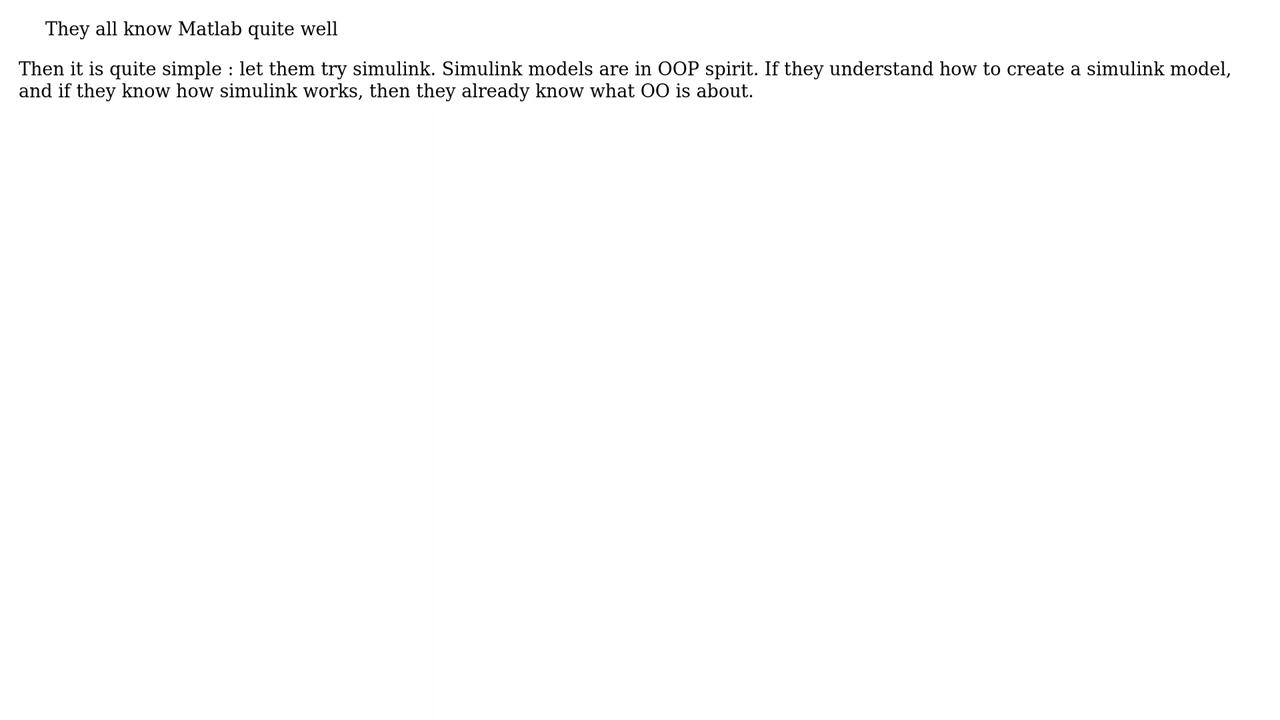 They all know Matlab quite well
Then it is quite simple : let them try simulink. Simulink models are in OOP spirit. If they understand how to create a simulink model,
and if they know how simulink works, then they already know what OO is about.